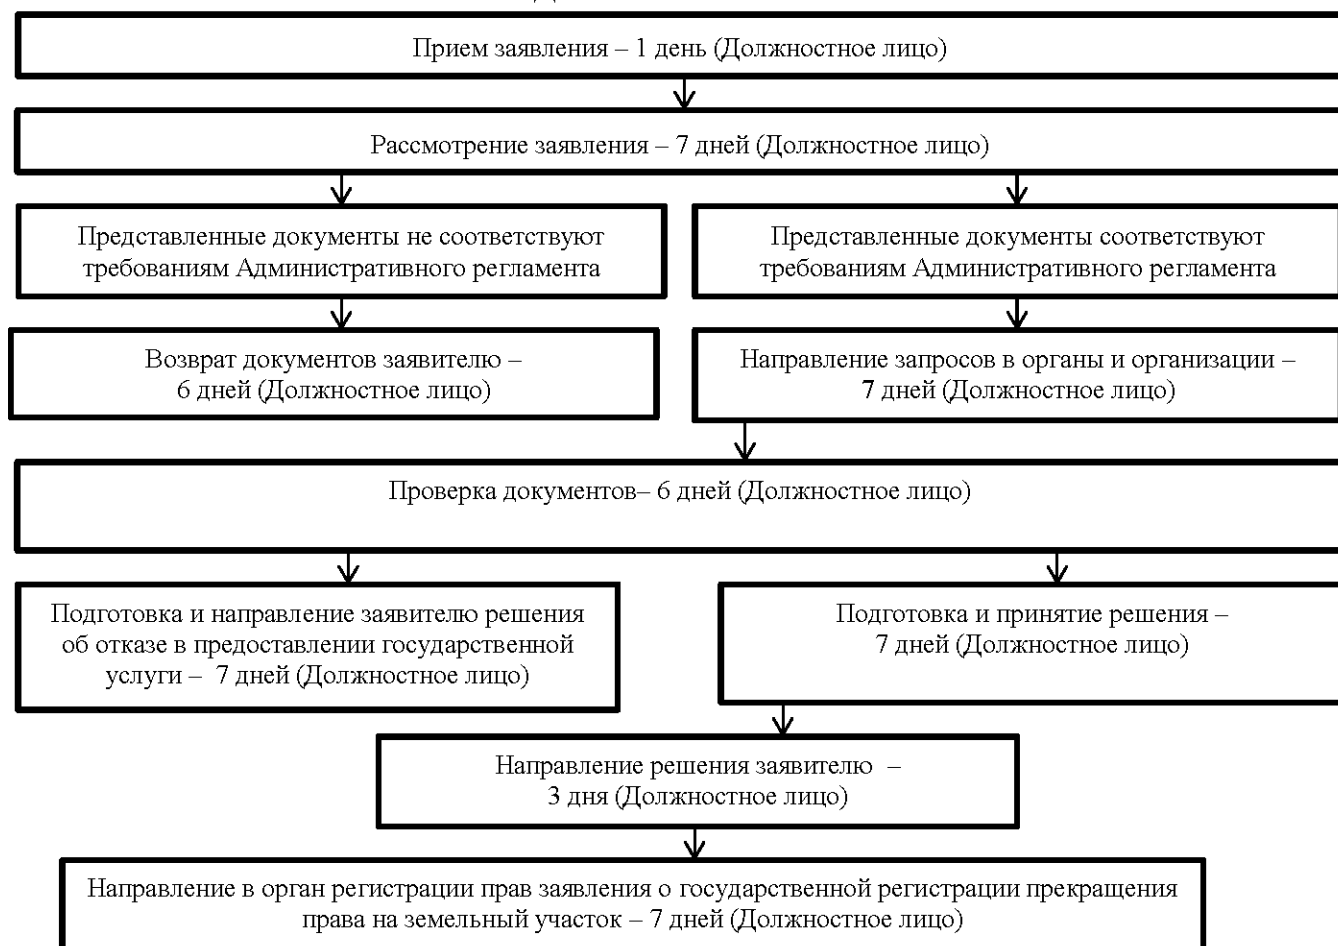 Прием заявления – 1 день (Должностное лицо)
Рассмотрение заявления – 7 дней (Должностное лицо)
Представленные документы не соответствуют
требованиям Административного регламента
Представленные документы соответствуют
требованиям Административного регламента
Возврат документов заявителю –
6 дней (Должностное лицо)
Направление запросов в органы и организации –
7 дней (Должностное лицо)
Проверка документов– 6 дней (Должностное лицо)
Подготовка и направление заявителю решения
об отказе в предоставлении государственной
услуги – 7 дней (Должностное лицо)
Подготовка и принятие решения –
7 дней (Должностное лицо)
Направление решения заявителю –
3 дня (Должностное лицо)
Направление в орган регистрации прав заявления о государственной регистрации прекращения
права на земельный участок – 7 дней (Должностное лицо)